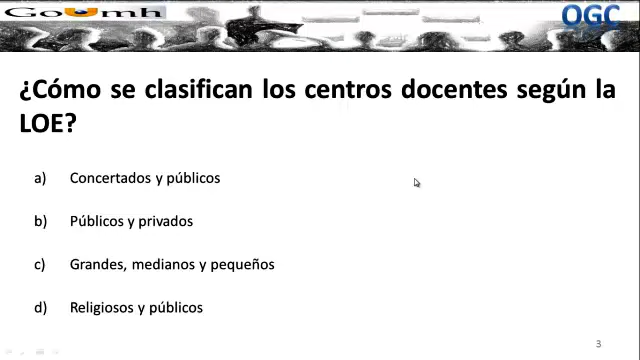 GOUmh
OGC
¿Cómo se clasifican los centros docentes según la
LOE?
a) Concertados y públicos
b) Públicos y privados
c) Grandes, medianos y pequeños
d) Religiosos y públicos
3